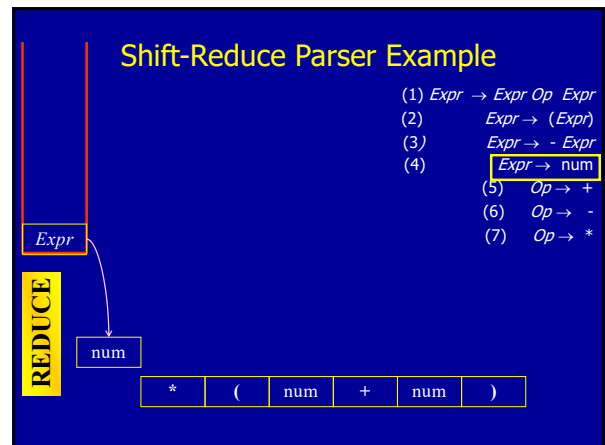 Shift-Reduce Parser Example
(1) Expr → Expr Op Expr
(2) Expr → (Expr)
(3) Expr → - Expr
(4) Expr → num
(5) Op → +
(6) Op → -
(7) Op → *
Expr
REDUCE
num
* ( num + num )